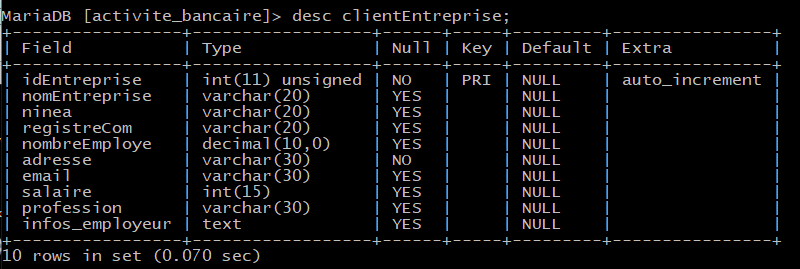 MariaDB [activite_bancaire]> desc clientEntreprise;
+-----------------+------------------+------+-----+---------+----------------+
| Field           | Type             | Null | Key | Default | Extra          |
+-----------------+------------------+------+-----+---------+----------------+
| idEntreprise    | int(11) unsigned | NO   | PRI | NULL    | auto_increment |
| nomEntreprise   | varchar(20)      | YES  |     | NULL    |                |
| ninea           | varchar(20)      | YES  |     | NULL    |                |
| registreCom     | varchar(20)      | YES  |     | NULL    |                |
| nombreEmploye   | decimal(10,0)    | YES  |     | NULL    |                |
| adresse         | varchar(30)      | NO   |     | NULL    |                |
| email           | varchar(30)      | YES  |     | NULL    |                |
| salaire         | int(15)          | YES  |     | NULL    |                |
| profession      | varchar(30)      | YES  |     | NULL    |                |
| infos_employeur | text             | YES  |     | NULL    |                |
+-----------------+------------------+------+-----+---------+----------------+
10 rows in set (0.070 sec)